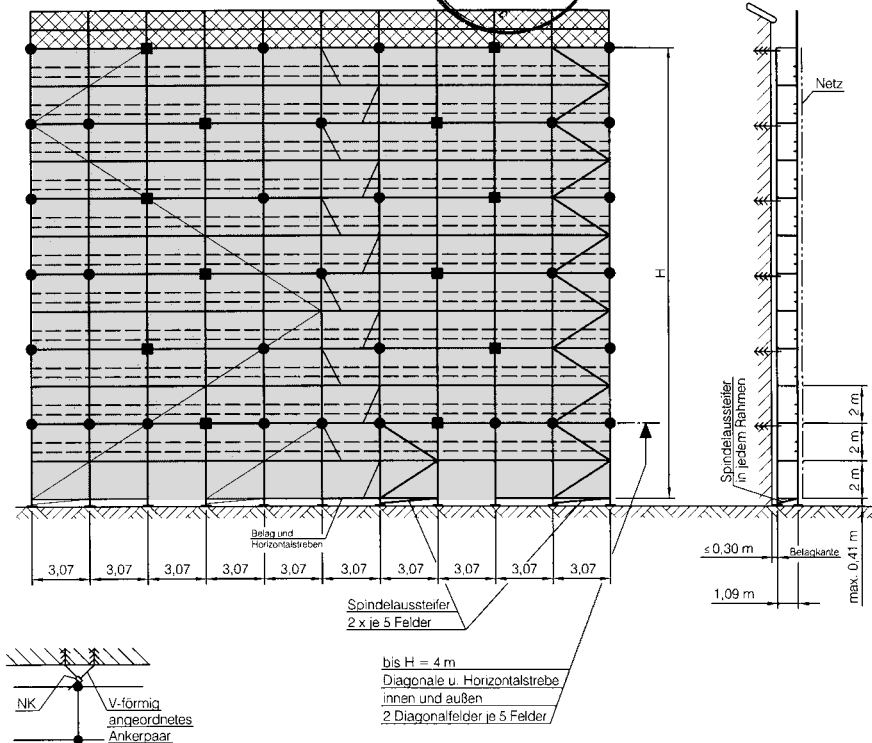 Netz
H
Spindelaussteifer
in jedem Rahmen
2 m
2 m
2 m
Belag und
Horizontalstreben
≤ 0,30 m
Belagkante
max. 0,41 m
1,09 m
3,07 3,07 3,07 3,07 3,07 3,07 3,07 3,07 3,07 3,07
Spindelaussteifer
2 x je 5 Felder
bis H = 4 m
Diagonale u. Horizontalstrebe
innen und außen
2 Diagonalfelder je 5 Felder
NK
V-förmig
angeordnetes
Ankerpaar